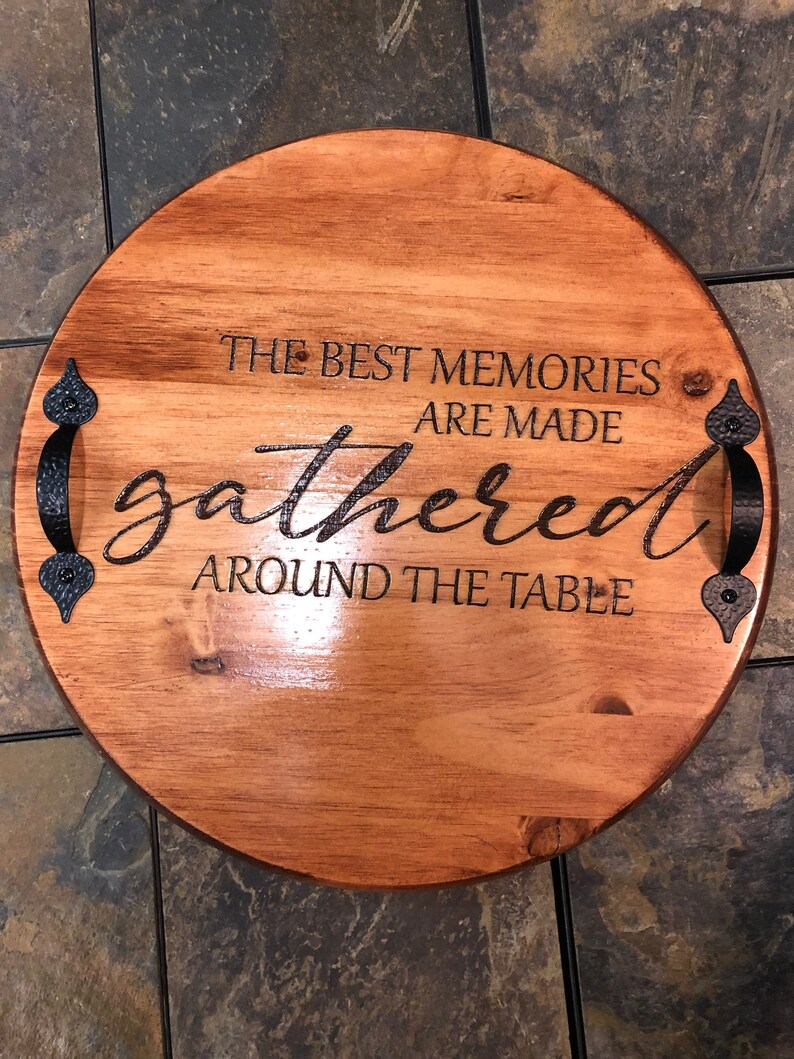 THE BEST MEMORIES
ARE MADE
gathered
AROUND THE TABLE